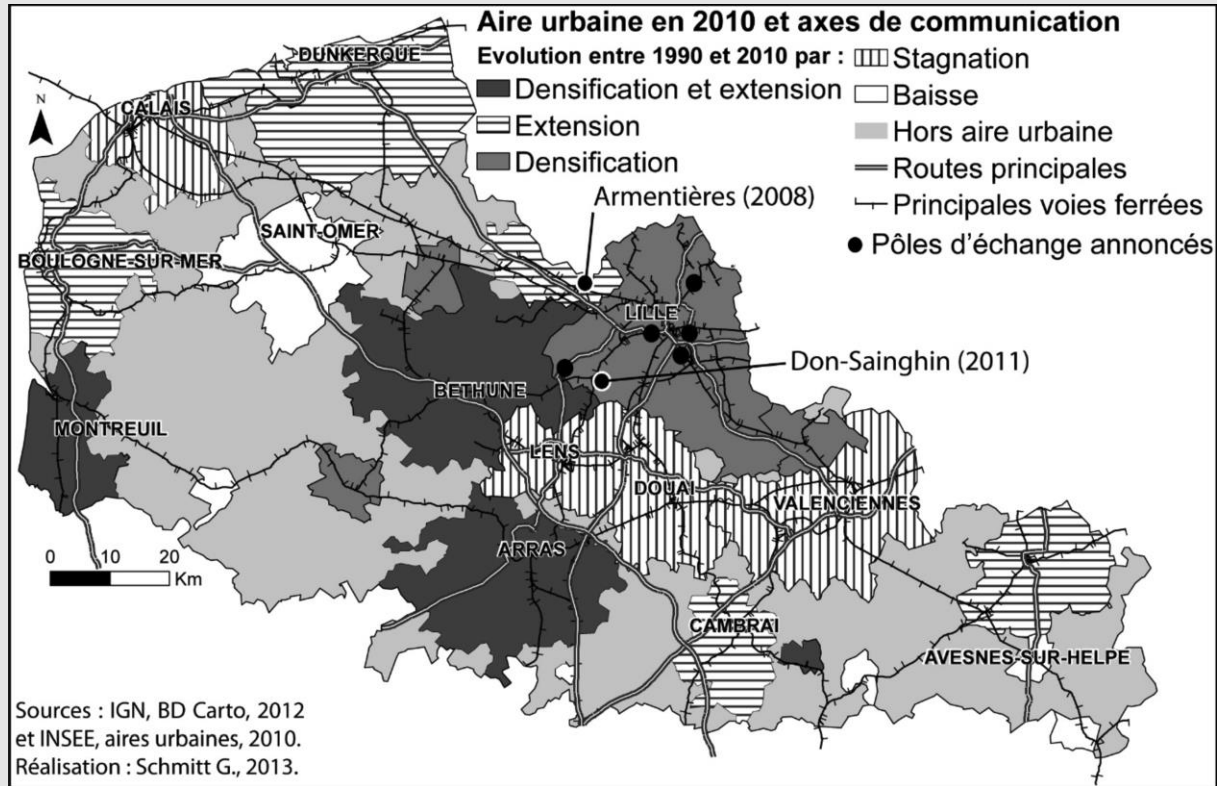 Aire urbaine en 2010 et axes de communication
Evolution entre 1990 et 2010 par :
Densification et extension
Extension
Densification
Stagnation
Baisse
Hors aire urbaine
Routes principales
Principales voies ferrées
Pôles d'échange annoncés
N
DUNKERQUE
CALAIS
Armentières (2008)
SAINT-OMER
BOULOGNE-SUR-MER
LILLE
Don-Sainghin (2011)
BETHUNE
MONTREUIL
LENS
DOUAI
VALENCIENNES
ARRAS
0 10 20
Km
CAMBRAI
AVESNES-SUR-HELPE
Sources : IGN, BD Carto, 2012
et INSEE, aires urbaines, 2010.
Réalisation : Schmitt G., 2013.